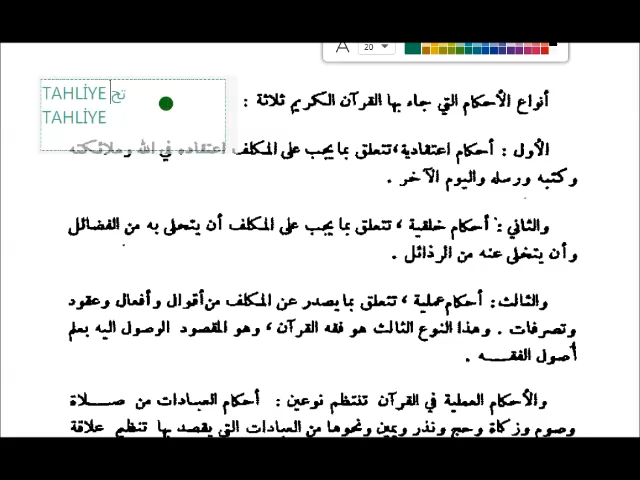 A 20
TAHLİYE تح
TAHLİYE
أنواع الأحكام التي جاء بها القرآن الكريم ثلاثة :
الأول : أحكام اعتقادية، تتعلق بما يجب على المكلف اعتقاده في الله وملائكته
وكتبه ورسله واليوم الآخر .
والثاني : أحكام خلقية ، تتعلق بما يجب على المكلف أن يتحلى به من الفضائل
وأن يتخلى عنه من الرذائل .
والثالث : أحكام عملية ، تتعلق بما يصدر عن المكلف من أقوال وأفعال وعقود
وتصرفات . وهذا النوع الثالث هو فقه القرآن ، وهو المقصود الوصول اليه بعلم
أصول الفقـــه .
والأحكام العملية في القرآن تنتظم نوعين : أحكام العبادات من صـــلاة
وصوم وزكاة وحج ونذر ويمين ونحوها من العبادات التي يقصد بها تنظيم علاقة